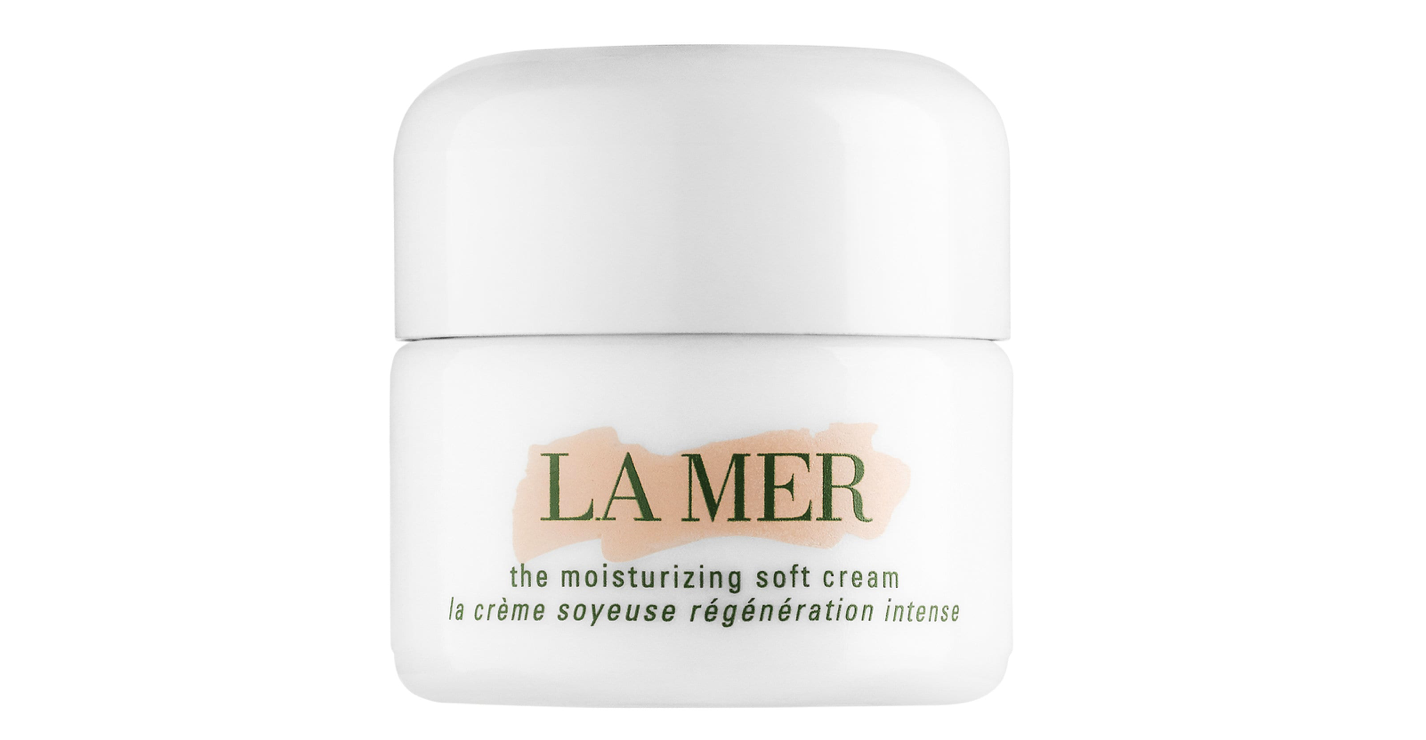 LA MER
the moisturizing soft cream
la crème soyeuse régénération intense